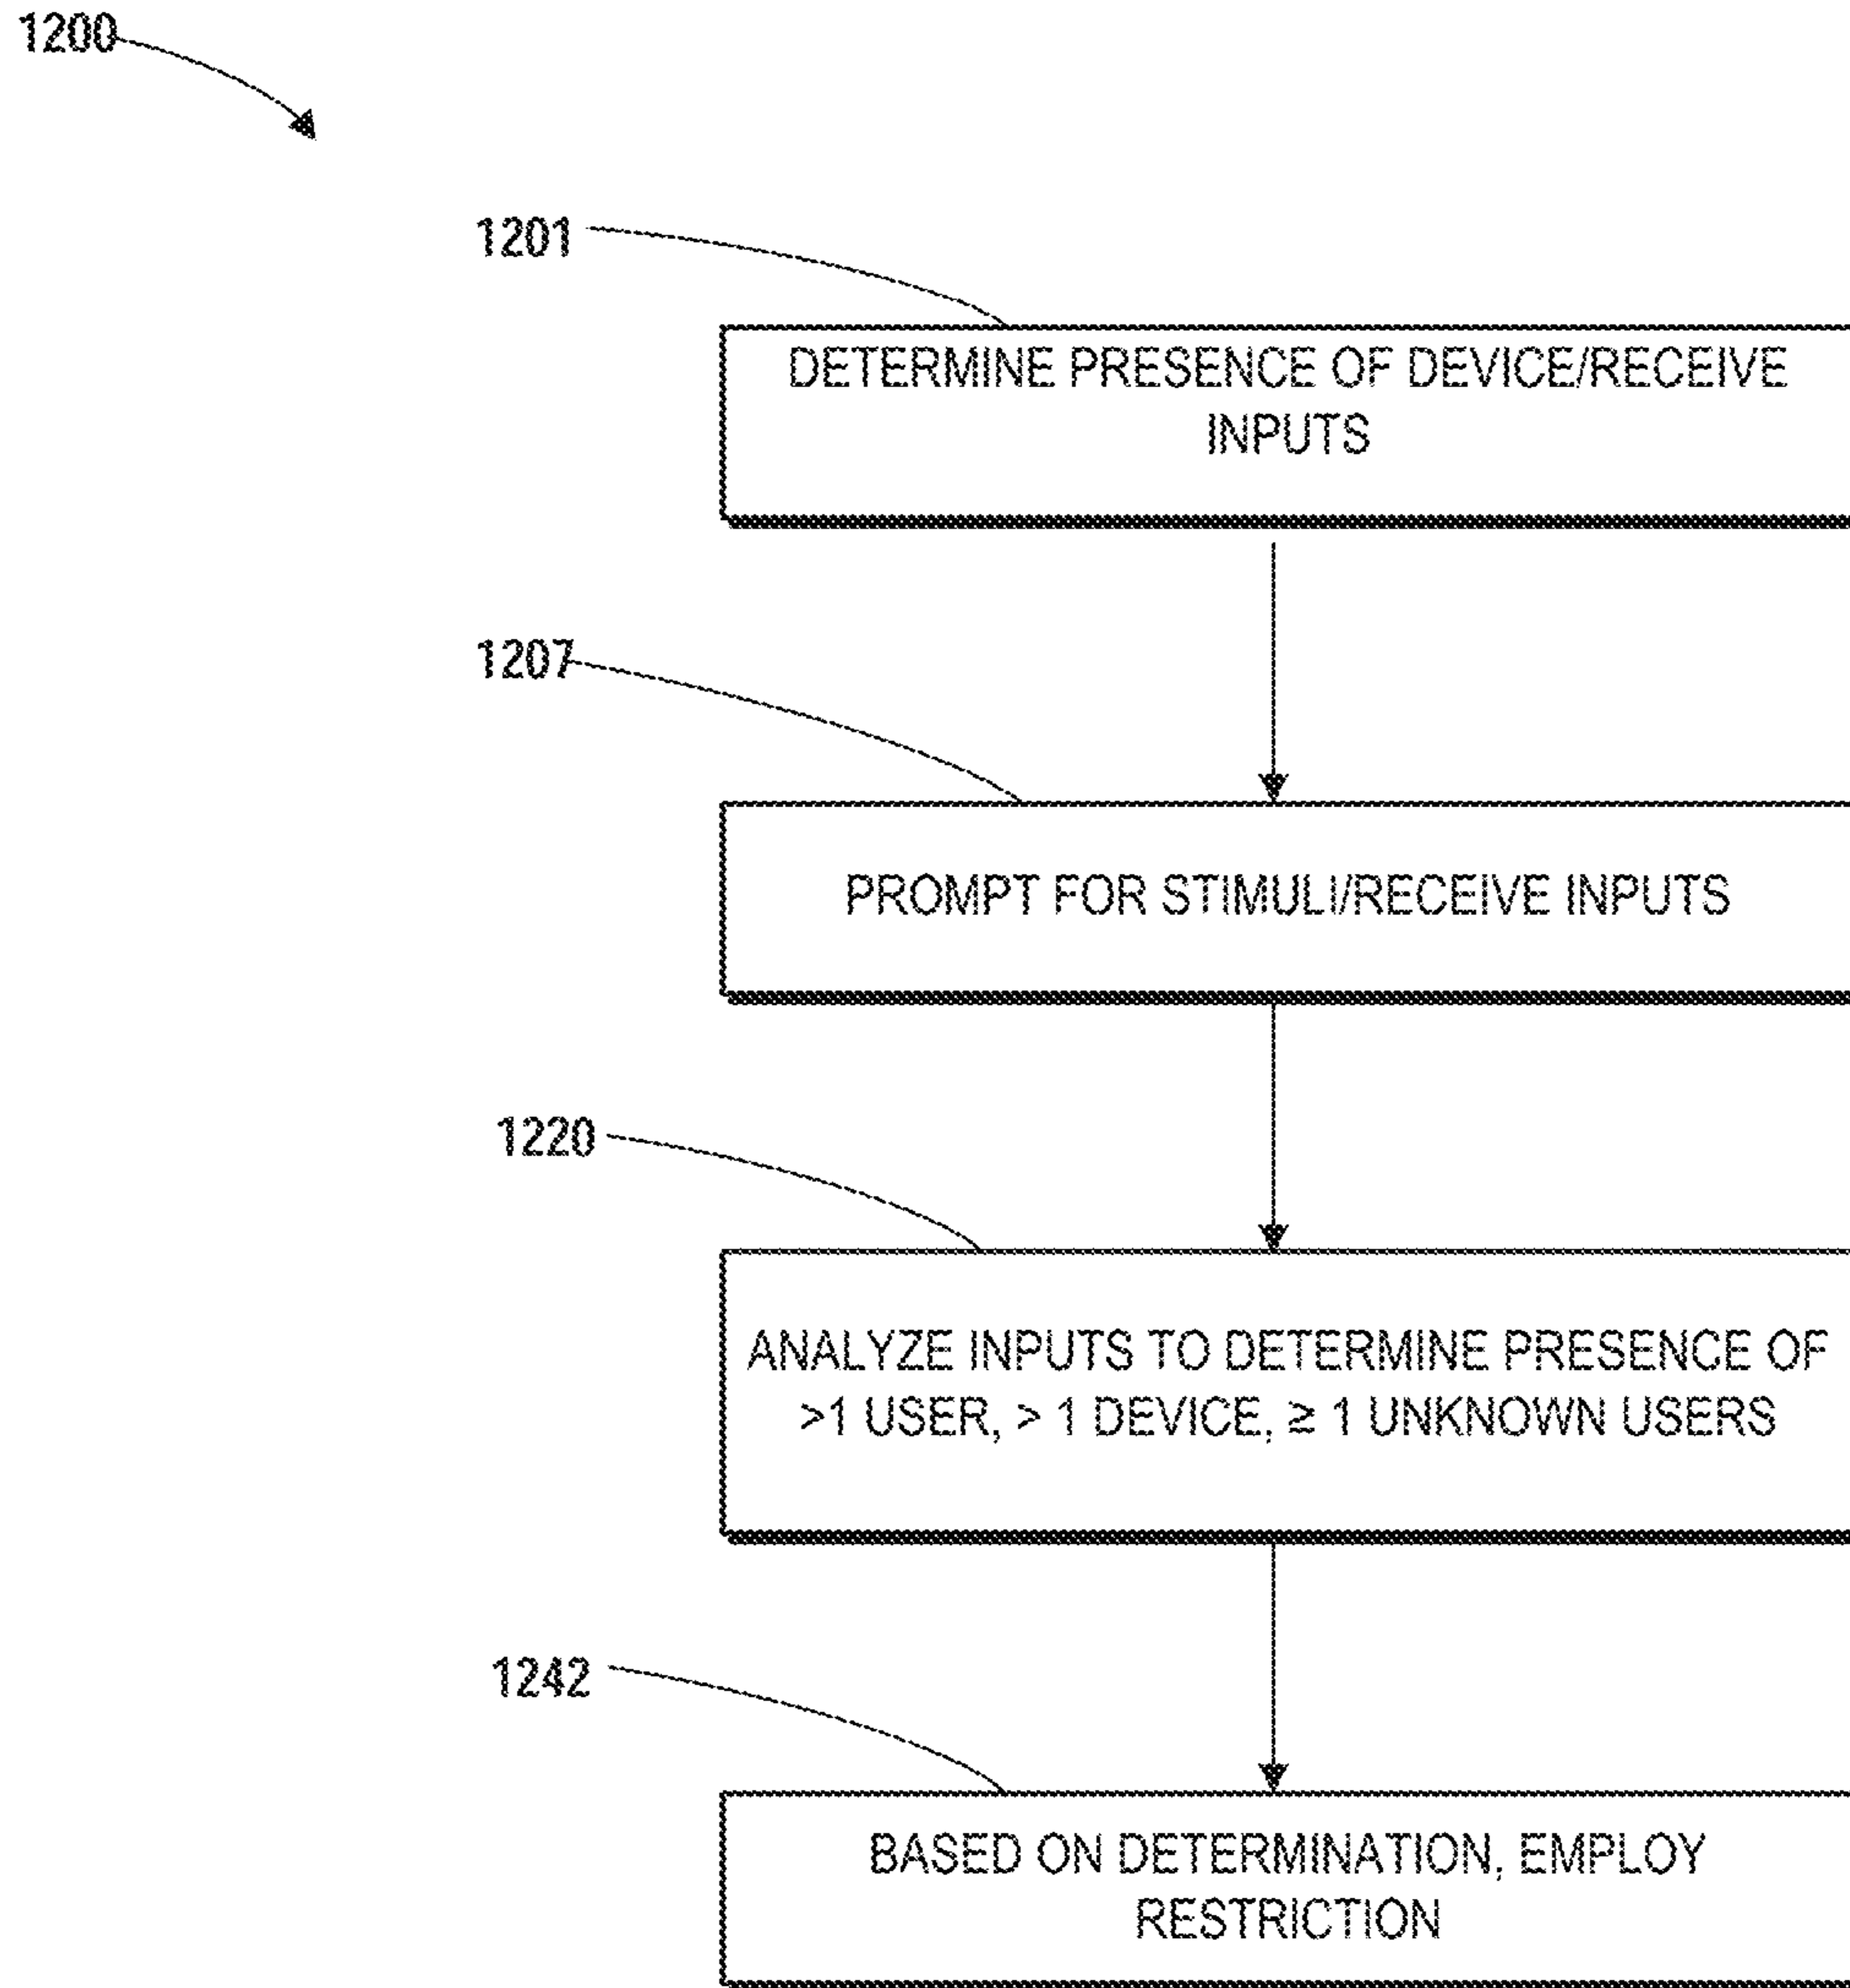 1200
1201
DETERMINE PRESENCE OF DEVICE/RECEIVE
INPUTS
1207
PROMPT FOR STIMULI/RECEIVE INPUTS
1220
ANALYZE INPUTS TO DETERMINE PRESENCE OF
>1 USER, > 1 DEVICE, ≧ 1 UNKNOWN USERS
1242
BASED ON DETERMINATION, EMPLOY
RESTRICTION